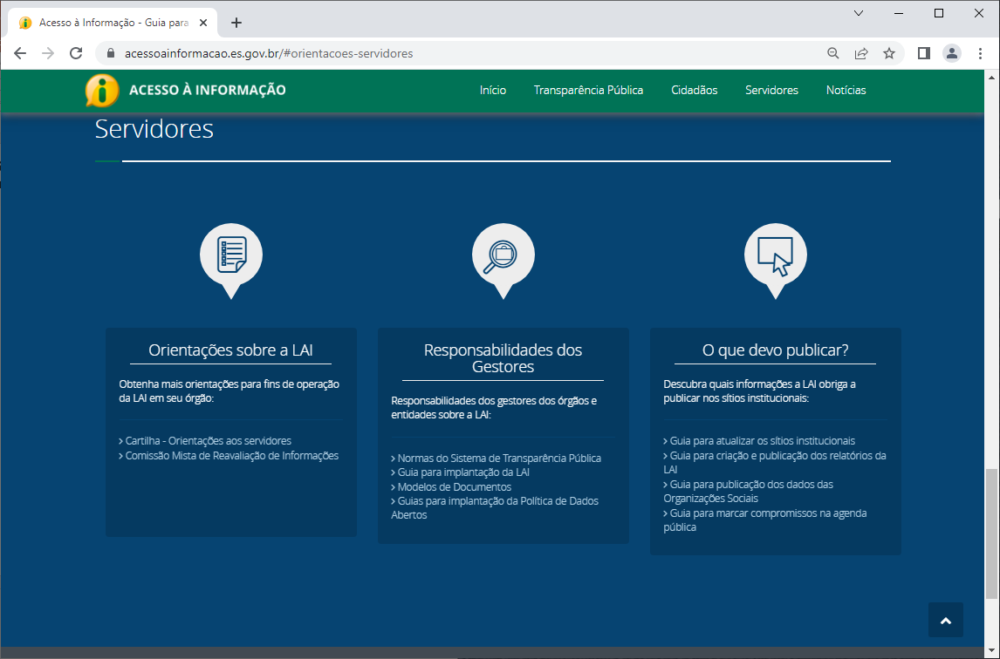 Acesso à Informação - Guia para
acessoainformacao.es.gov.br/#orientacoes-servidores
ACESSO À INFORMAÇÃO
Início
Transparência Pública
Cidadãos
Servidores
Notícias
Servidores
Orientações sobre a LAI
Obtenha mais orientações para fins de operação
da LAI em seu órgão:
› Cartilha - Orientações aos servidores
› Comissão Mista de Reavaliação de Informações
Responsabilidades dos
Gestores
Responsabilidades dos gestores dos órgãos e
entidades sobre a LAI:
› Normas do Sistema de Transparência Pública
› Guia para implantação da LAI
› Modelos de Documentos
› Guias para implantação da Política de Dados
Abertos
O que devo publicar?
Descubra quais informações a LAI obriga a
publicar nos sítios institucionais:
› Guia para atualizar os sítios institucionais
› Guia para criação e publicação dos relatórios da
LAI
› Guia para publicação dos dados das
Organizações Sociais
› Guia para marcar compromissos na agenda
pública